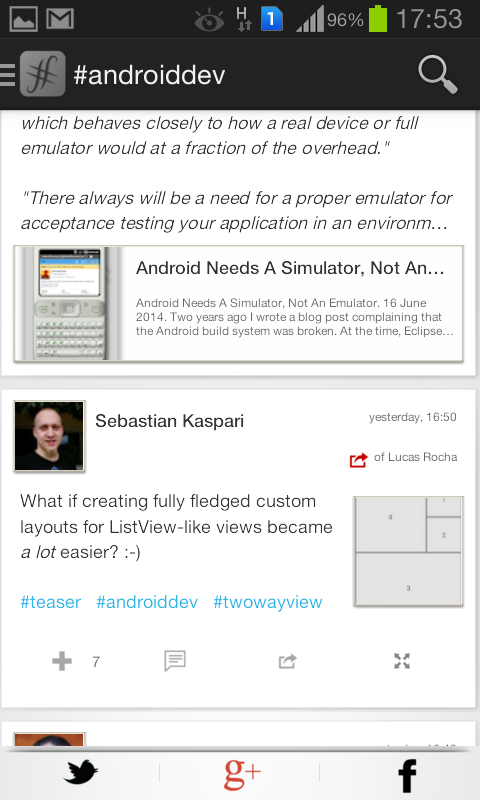 H 1 96% 17:53
#androiddev
which behaves closely to how a real device or full
emulator would at a fraction of the overhead."
"There always will be a need for a proper emulator for
acceptance testing your application in an environm...
Android Needs A Simulator, Not An...
Android Needs A Simulator, Not An Emulator. 16 June
2014. Two years ago I wrote a blog post complaining that
the Android build system was broken. At the time, Eclipse...
Sebastian Kaspari
yesterday, 16:50
of Lucas Rocha
What if creating fully fledged custom
layouts for ListView-like views became
a lot easier? :-)
2
3
#teaser #androiddev #twowayview
7
g+